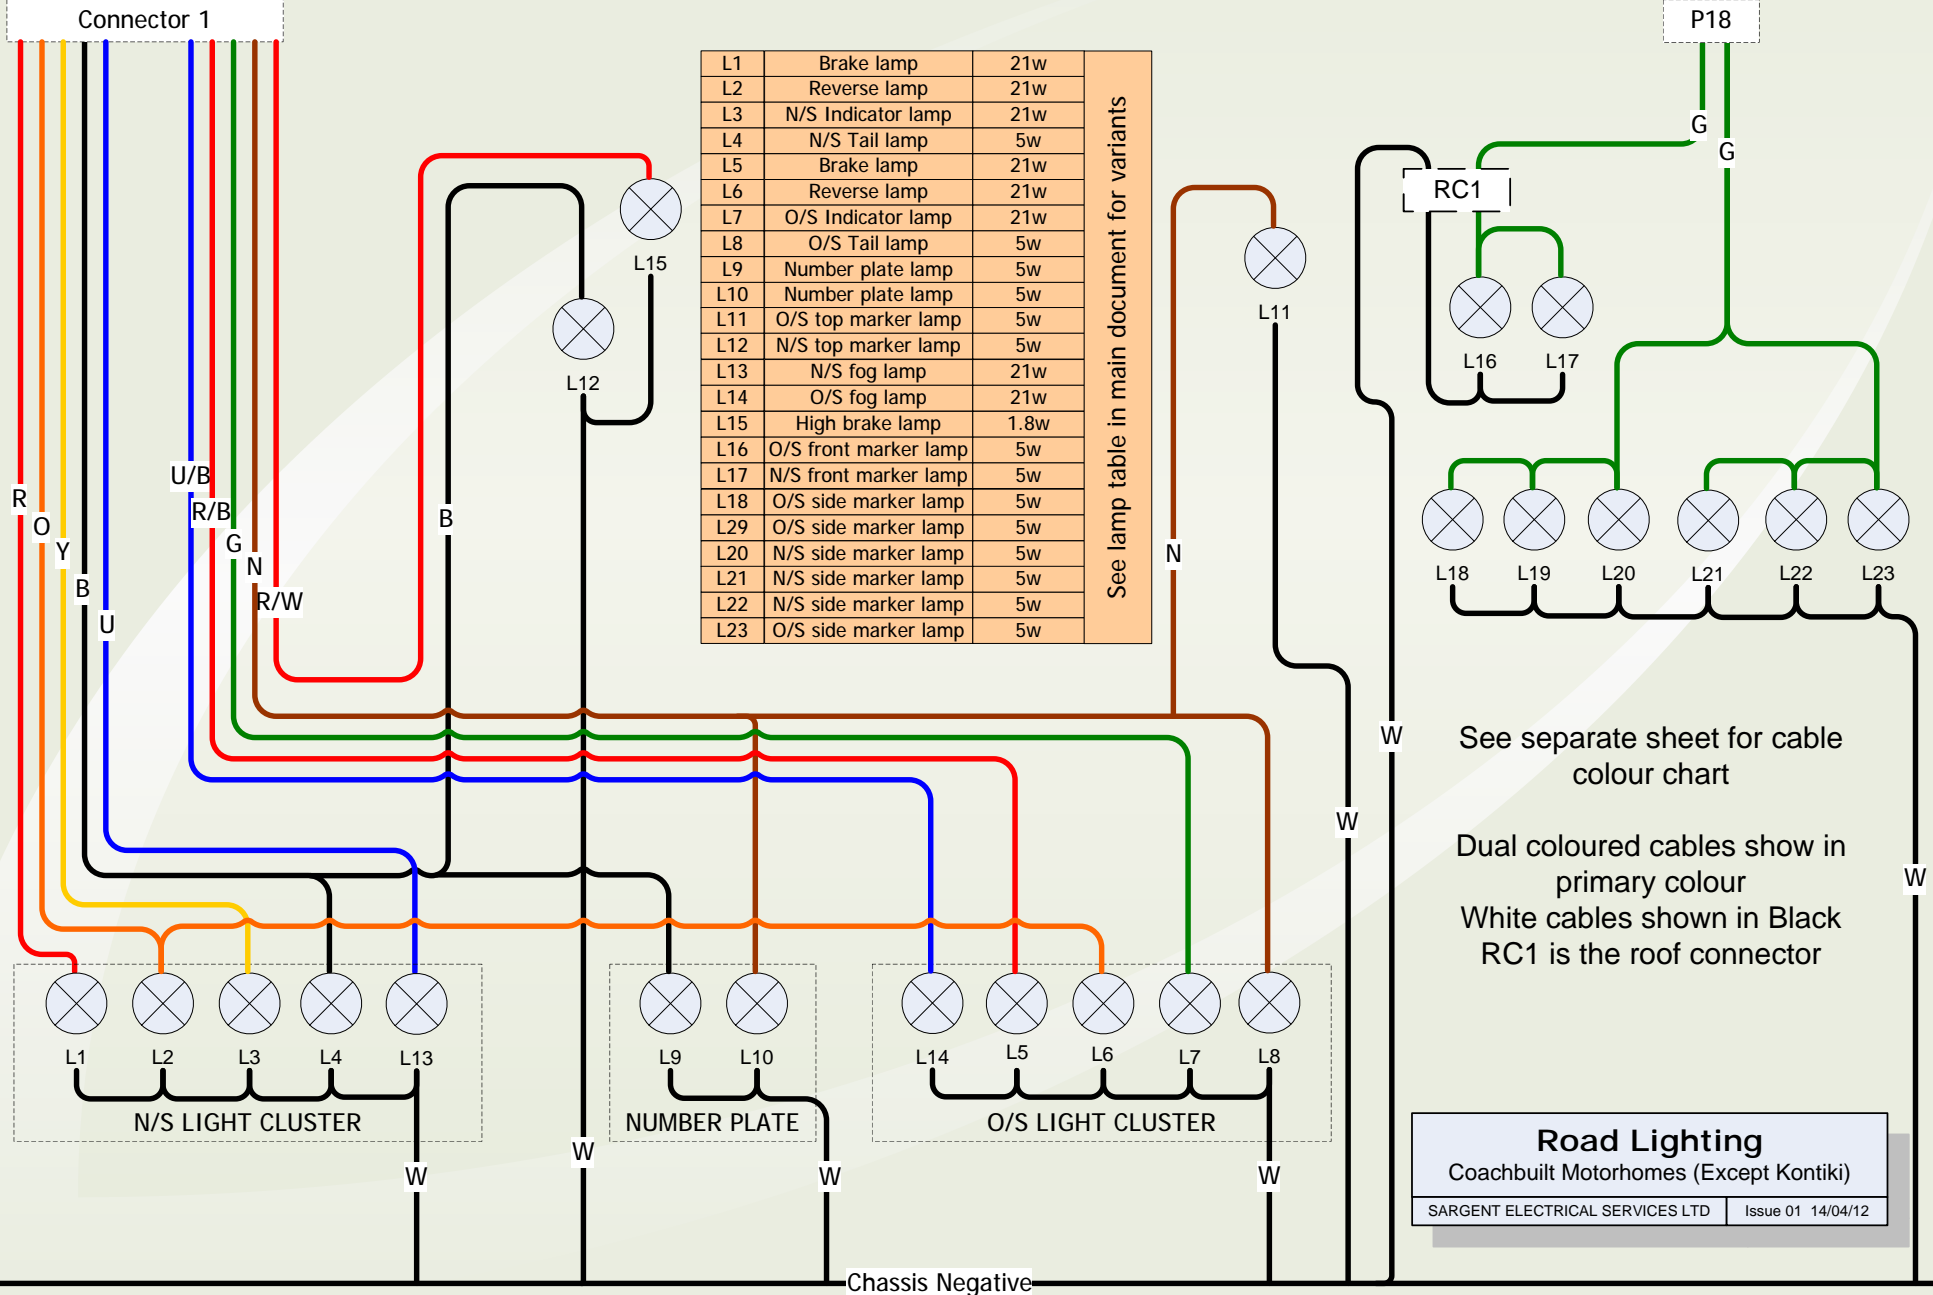 Connector 1
P18
L1 Brake lamp 21w
L2 Reverse lamp 21w
L3 N/S Indicator lamp 21w
L4 N/S Tail lamp 5w
L5 Brake lamp 21w
L6 Reverse lamp 21w
L7 O/S Indicator lamp 21w
L8 O/S Tail lamp 5w
L9 Number plate lamp 5w
L10 Number plate lamp 5w
L11 O/S top marker lamp 5w
L12 N/S top marker lamp 5w
L13 N/S fog lamp 21w
L14 O/S fog lamp 21w
L15 High brake lamp 1.8w
L16 O/S front marker lamp 5w
L17 N/S front marker lamp 5w
L18 O/S side marker lamp 5w
L29 O/S side marker lamp 5w
L20 N/S side marker lamp 5w
L21 N/S side marker lamp 5w
L22 N/S side marker lamp 5w
L23 O/S side marker lamp 5w
See lamp table in main document for variants
G
G
RC1
L15
L11
L12
L16 L17
U/B
R
R/B
B
O
G
Y
N
N
B
R/W
U
L18 L19 L20 L21 L22 L23
W
W
W
See separate sheet for cable
colour chart
Dual coloured cables show in
primary colour
White cables shown in Black
RC1 is the roof connector
L1 L2 L3 L4 L13
L9 L10
L14 L5 L6 L7 L8
N/S LIGHT CLUSTER
NUMBER PLATE
O/S LIGHT CLUSTER
W
W
W
W
Road Lighting
Coachbuilt Motorhomes (Except Kontiki)
SARGENT ELECTRICAL SERVICES LTD
Issue 01 14/04/12
Chassis Negative